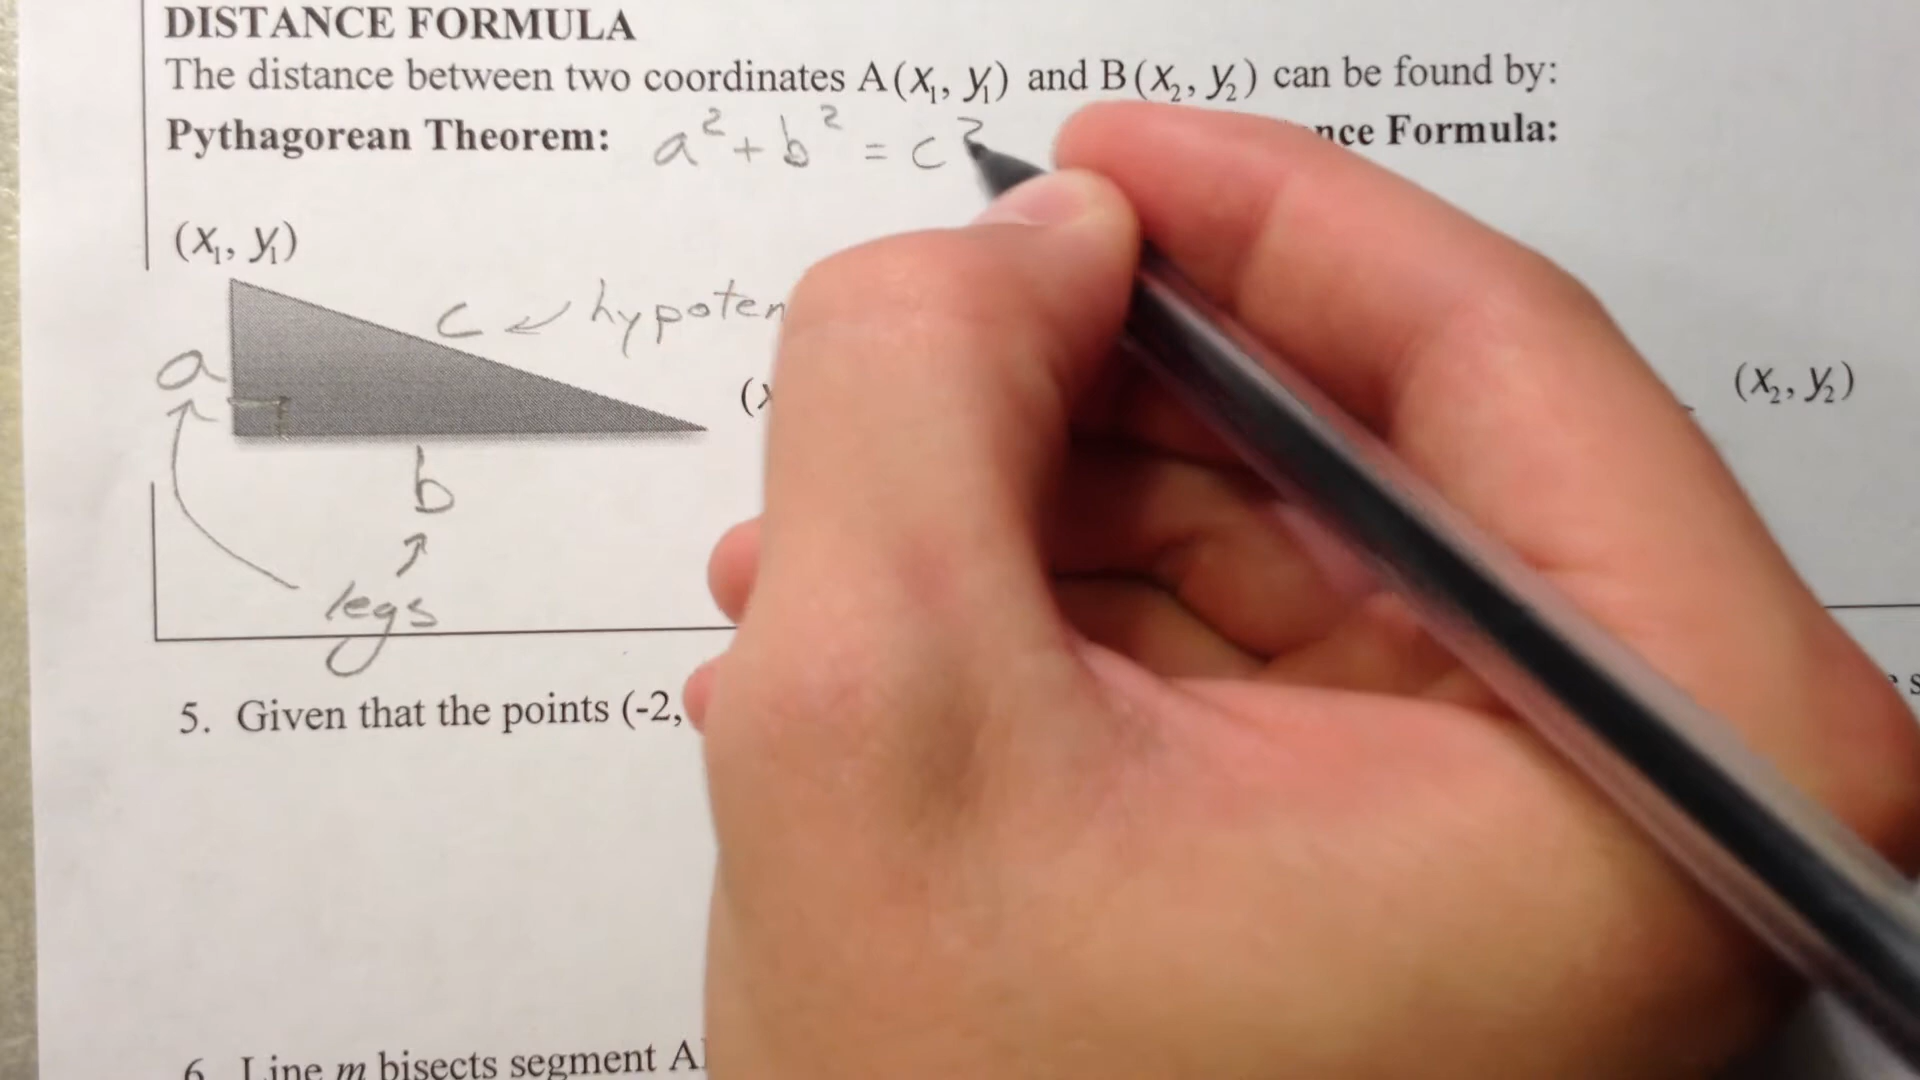 DISTANCE FORMULA
The distance between two coordinates A(x₁, y₁) and B(x₂, y₂) can be found by:
Pythagorean Theorem: a² + b² = c² Formula:
(x₁, y₁)
c hypoten
a
(x₂, y₂)
b
legs
5. Given that the points (-2,
6. Line m bisects segment A